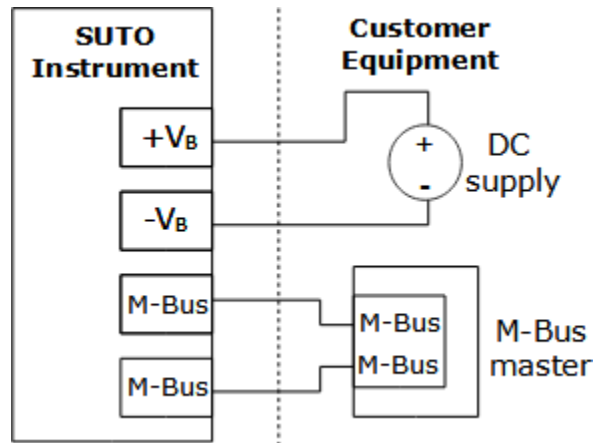 SUTO
Instrument
Customer
Equipment
+VB
-VB
M-Bus
M-Bus
+
-
DC
supply
M-Bus
M-Bus
M-Bus
master